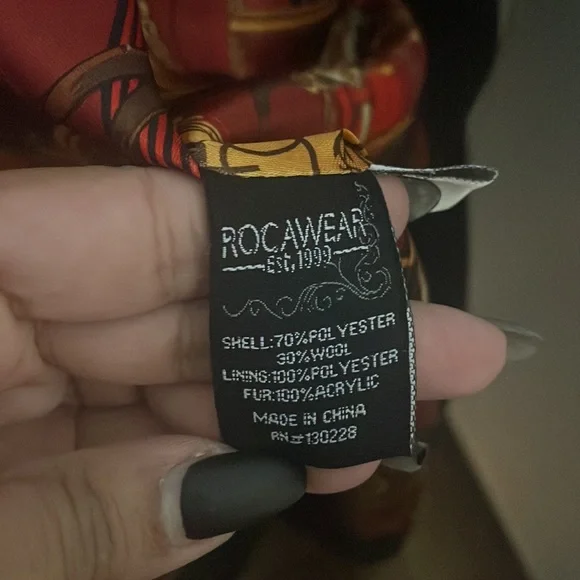 ROCAWEAR
Est,1999
SHELL:70%POLYESTER
30%WOOL
LINING:100%POLYESTER
FUR:100%ACRYLIC
MADE IN CHINA
RN#130228